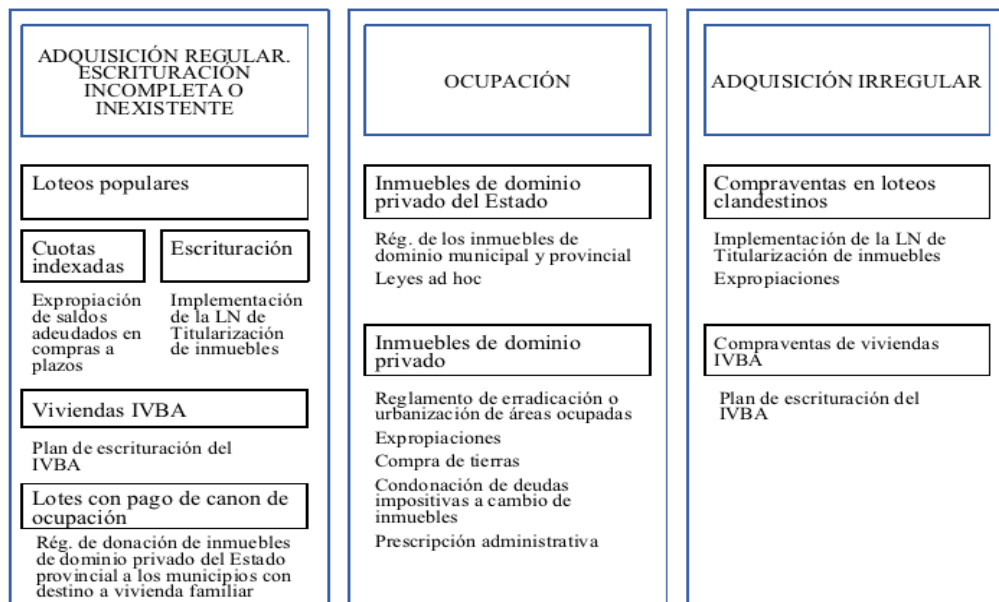 ADQUISICIÓN REGULAR.
ESCRITURACIÓN
INCOMPLETA O
INEXISTENTE
Loteos populares
Cuotas
indexadas
Expropiación
de saldos
adeudados en
compras a
plazos
Escrituración
Implementación
de la LN de
Titularización
de inmuebles
Viviendas IVBA
Plan de escrituración del
IVBA
Lotes con pago de canon de
ocupación
Rég. de donación de inmuebles
de dominio privado del Estado
provincial a los municipios con
destino a vivienda familiar
OCUPACIÓN
Inmuebles de dominio
privado del Estado
Rég. de los inmuebles de
dominio municipal y provincial
Leyes ad hoc
Inmuebles de dominio
privado
Reglamento de erradicación o
urbanización de áreas ocupadas
Expropiaciones
Compra de tierras
Condonación de deudas
impositivas a cambio de
inmuebles
Prescripción administrativa
ADQUISICIÓN IRREGULAR
Compraventas en loteos
clandestinos
Implementación de la LN de
Titularización de inmuebles
Expropiaciones
Compraventas de viviendas
IVBA
Plan de escrituración del
IVBA